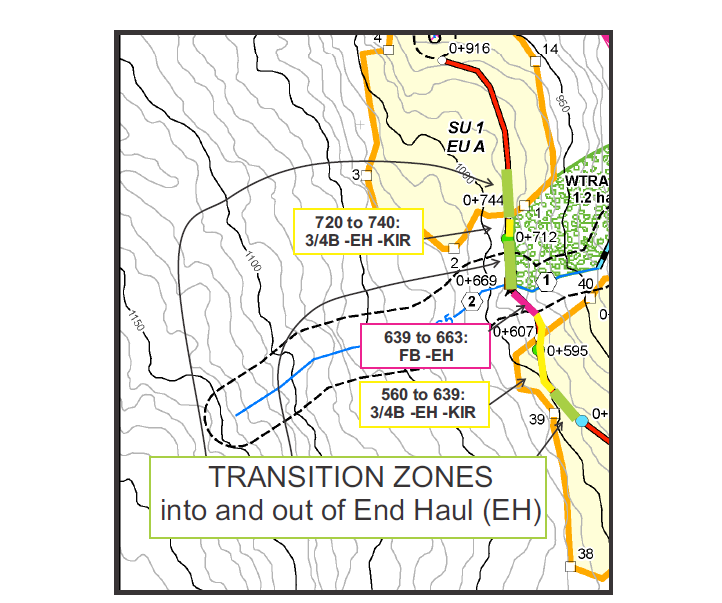 4
0+916
14
950
SU 1
EU A
1000
3
WTRA
1.2 ha
0+744
1
720 to 740:
3/4B -EH -KIR
0+712
2
1100
0+669
1
40
2
1150
0+607
639 to 663:
FB -EH
0+595
560 to 639:
3/4B -EH -KIR
39
0+
TRANSITION ZONES
into and out of End Haul (EH)
38